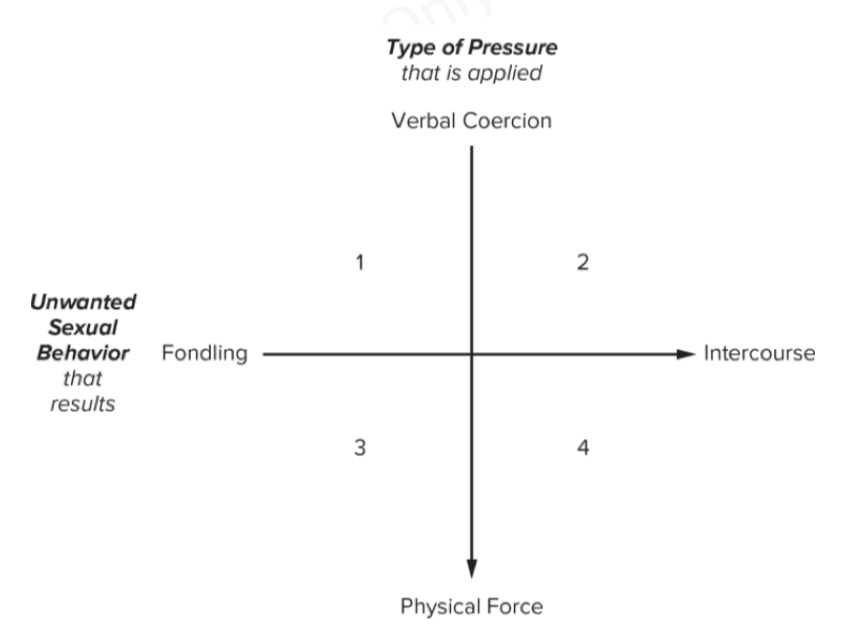 Only
Type of Pressure
that is applied
Verbal Coercion
1
2
Unwanted
Sexual
Behavior
that
results
Fondling
Intercourse
3
4
Physical Force